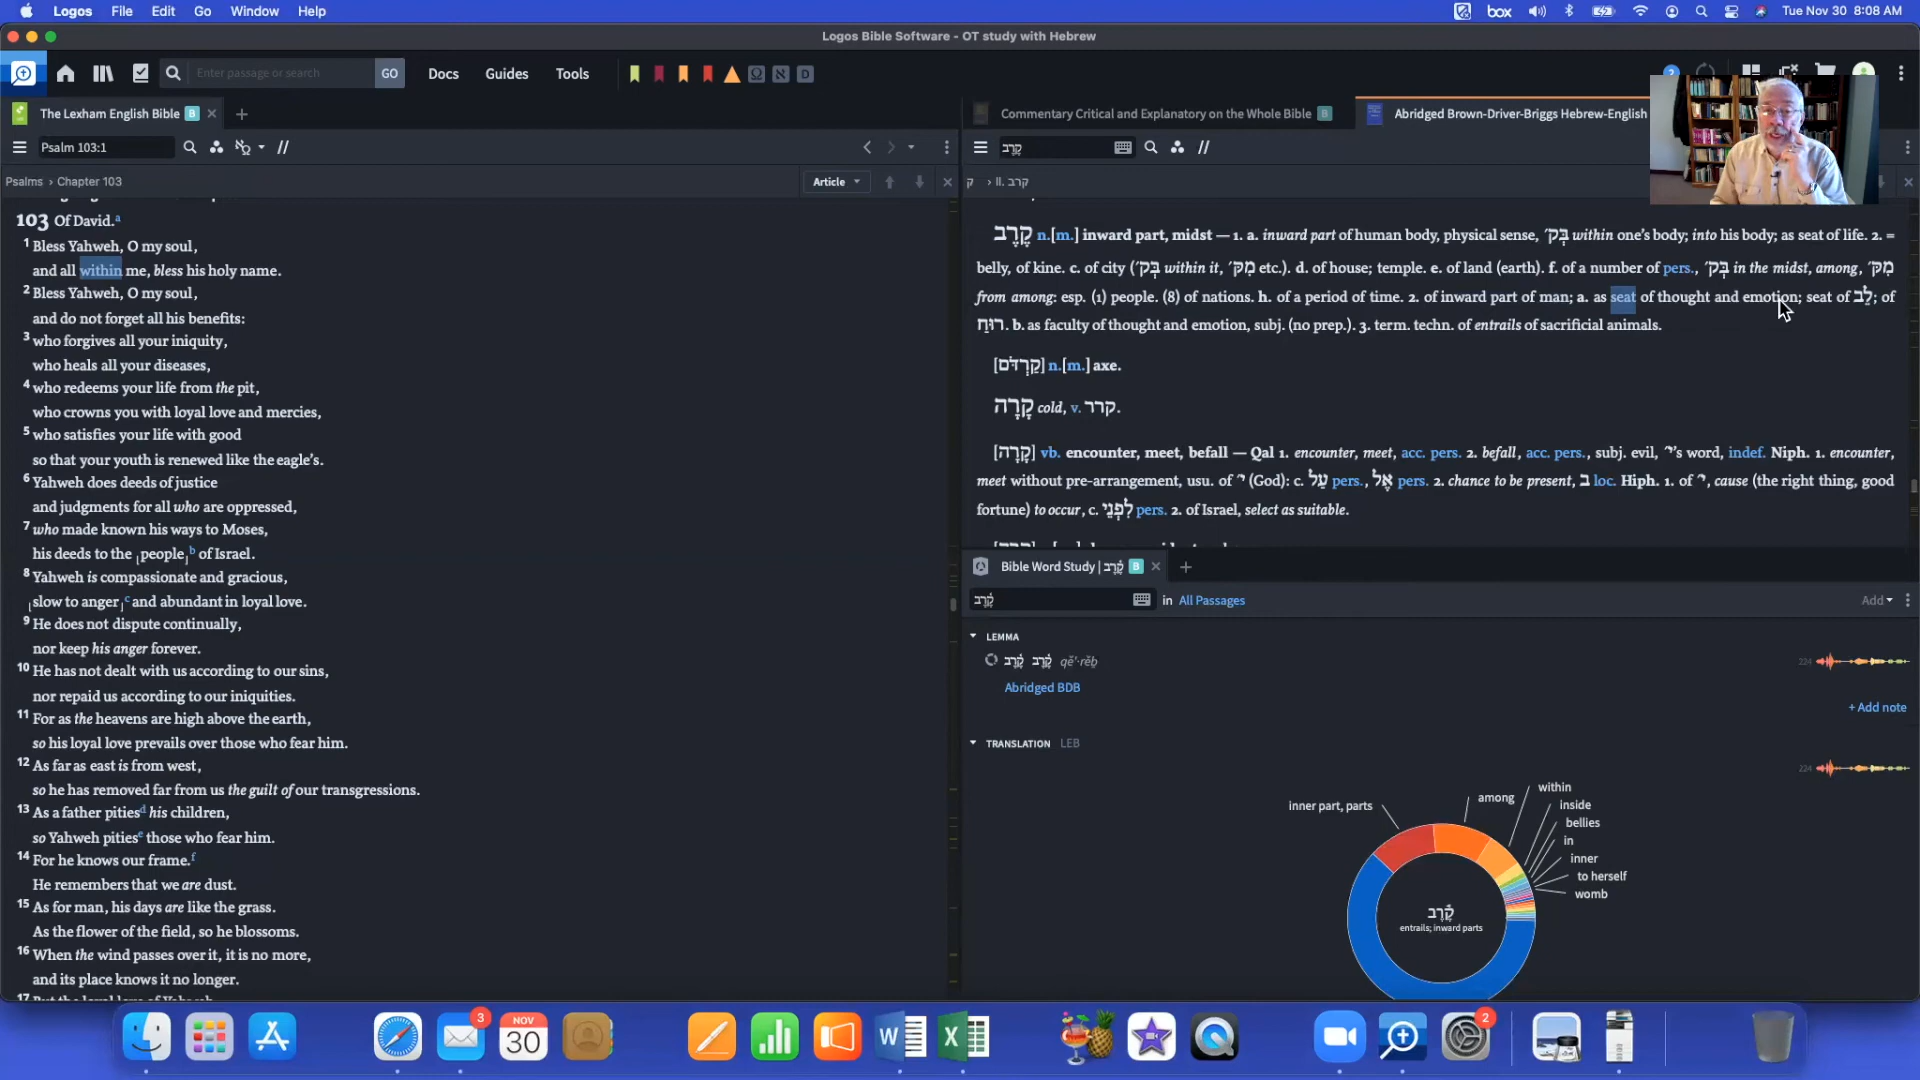 Logos File Edit Go Window Help
box Tue Nov 30 8:08 AM
Logos Bible Software - OT study with Hebrew
Enter passage or search GO Docs Guides Tools D
2
The Lexham English Bible B
Psalm 103:1
Psalms › Chapter 103 Article
103 Of David.a
1 Bless Yahweh, O my soul,
and all within me, bless his holy name.
2 Bless Yahweh, O my soul,
and do not forget all his benefits:
3 who forgives all your iniquity,
who heals all your diseases,
4 who redeems your life from the pit,
who crowns you with loyal love and mercies,
5 who satisfies your life with good
so that your youth is renewed like the eagle’s.
6 Yahweh does deeds of justice
and judgments for all who are oppressed,
7 who made known his ways to Moses,
his deeds to the ⌊people⌋b of Israel.
8 Yahweh is compassionate and gracious,
⌊slow to anger⌋c and abundant in loyal love.
9 He does not dispute continually,
nor keep his anger forever.
10 He has not dealt with us according to our sins,
nor repaid us according to our iniquities.
11 For as the heavens are high above the earth,
so his loyal love prevails over those who fear him.
12 As far as east is from west,
so he has removed far from us the guilt of our transgressions.
13 As a father pitiesd his children,
so Yahweh pitiese those who fear him.
14 For he knows our frame.f
He remembers that we are dust.
15 As for man, his days are like the grass.
As the flower of the field, so he blossoms.
16 When the wind passes over it, it is no more,
and its place knows it no longer.
Commentary Critical and Explanatory on the Whole Bible B
Abridged Brown-Driver-Briggs Hebrew-English
קֶרֶב
ק › II. קרב
קֶרֶב n.[m.] inward part, midst — 1. a. inward part of human body, physical sense, בְּק׳ within one’s body; into his body; as seat of life. 2. =
belly, of kine. c. of city (בְּק׳ within it, מִקּ׳ etc.). d. of house; temple. e. of land (earth). f. of a number of pers., בְּק׳ in the midst, among, מִקּ׳
from among: esp. (1) people. (8) of nations. h. of a period of time. 2. of inward part of man; a. as seat of thought and emotion; seat of לֵב; of
רוּחַ. b. as faculty of thought and emotion, subj. (no prep.). 3. term. techn. of entrails of sacrificial animals.
[קַרְדֹּם] n.[m.] axe.
קָרָה cold, v. קרר.
[קָרָה] vb. encounter, meet, befall — Qal 1. encounter, meet, acc. pers. 2. befall, acc. pers., subj. evil, י׳’s word, indef. Niph. 1. encounter,
meet without pre-arrangement, usu. of י׳ (God): c. עַל pers., אֶל pers. 2. chance to be present, ב loc. Hiph. 1. of י׳, cause (the right thing, good
fortune) to occur, c. לִפְנֵי pers. 2. of Israel, select as suitable.
Bible Word Study | קֶרֶב B
קֶרֶב in All Passages Add
LEMMA
קֶרֶב קֶרֶב qĕ′·rĕḇ 224
Abridged BDB
+ Add note
TRANSLATION LEB
224
inner part, parts
among
within
inside
bellies
in
inner
to herself
womb
קֶרֶב
entrails; inward parts
3
NOV
30
2